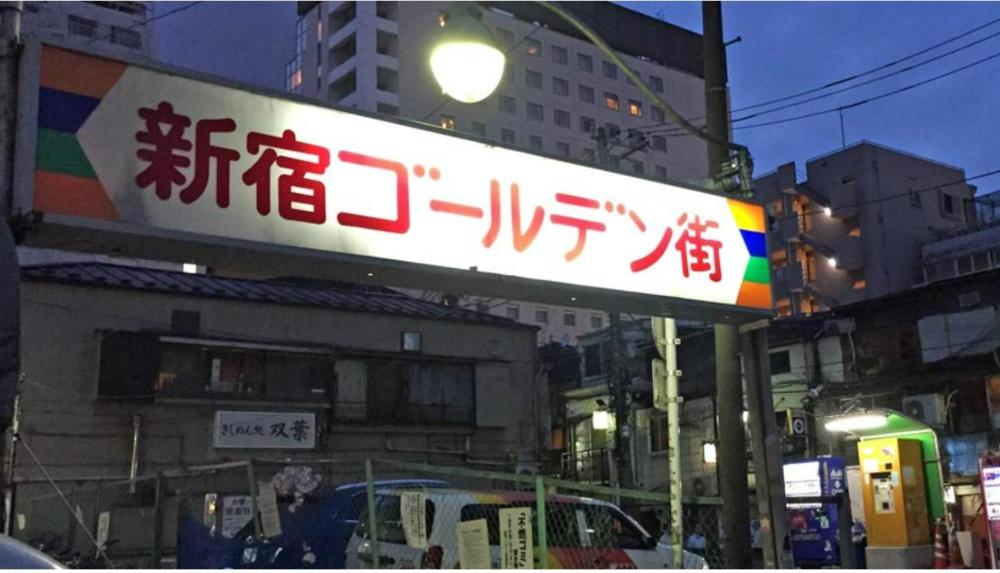 新宿ゴールデン街
きしめん処 双葉